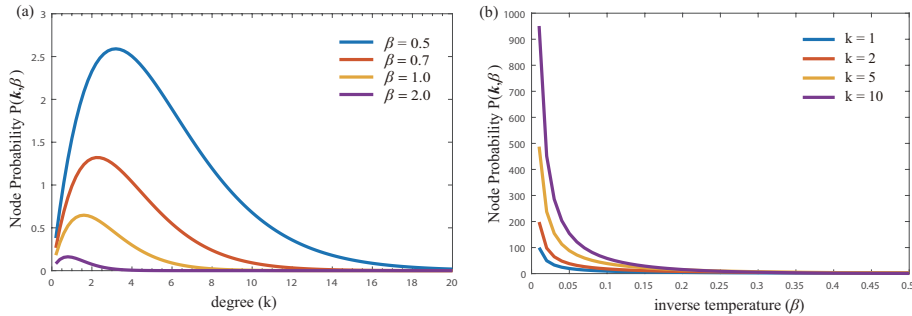 (a)
Node Probability P(k,β)
3
2.5
2
1.5
1
0.5
0
0 2 4 6 8 10 12 14 16 18 20
degree (k)
β = 0.5
β = 0.7
β = 1.0
β = 2.0
(b)
Node Probability P(k,β)
1000
900
800
700
600
500
400
300
200
100
0
0 0.05 0.1 0.15 0.2 0.25 0.3 0.35 0.4 0.45 0.5
inverse temperature (β)
k = 1
k = 2
k = 5
k = 10